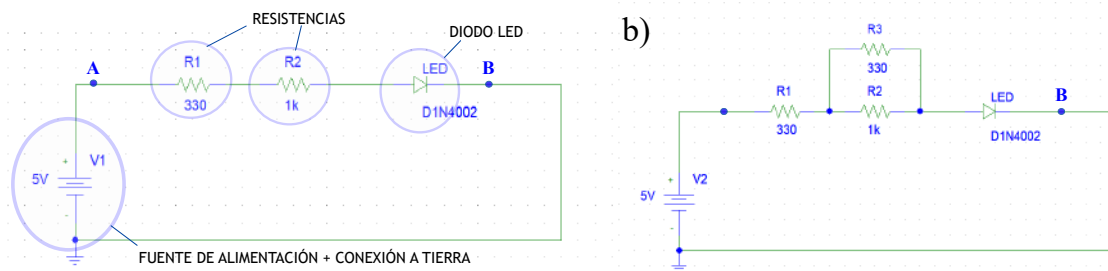 RESISTENCIAS
DIODO LED
A
R1
R2
LED
B
330
1k
D1N4002
+
V1
5V
-
FUENTE DE ALIMENTACIÓN + CONEXIÓN A TIERRA
b)
R3
330
R1
R2
LED
B
330
1k
D1N4002
+
V2
5V
-